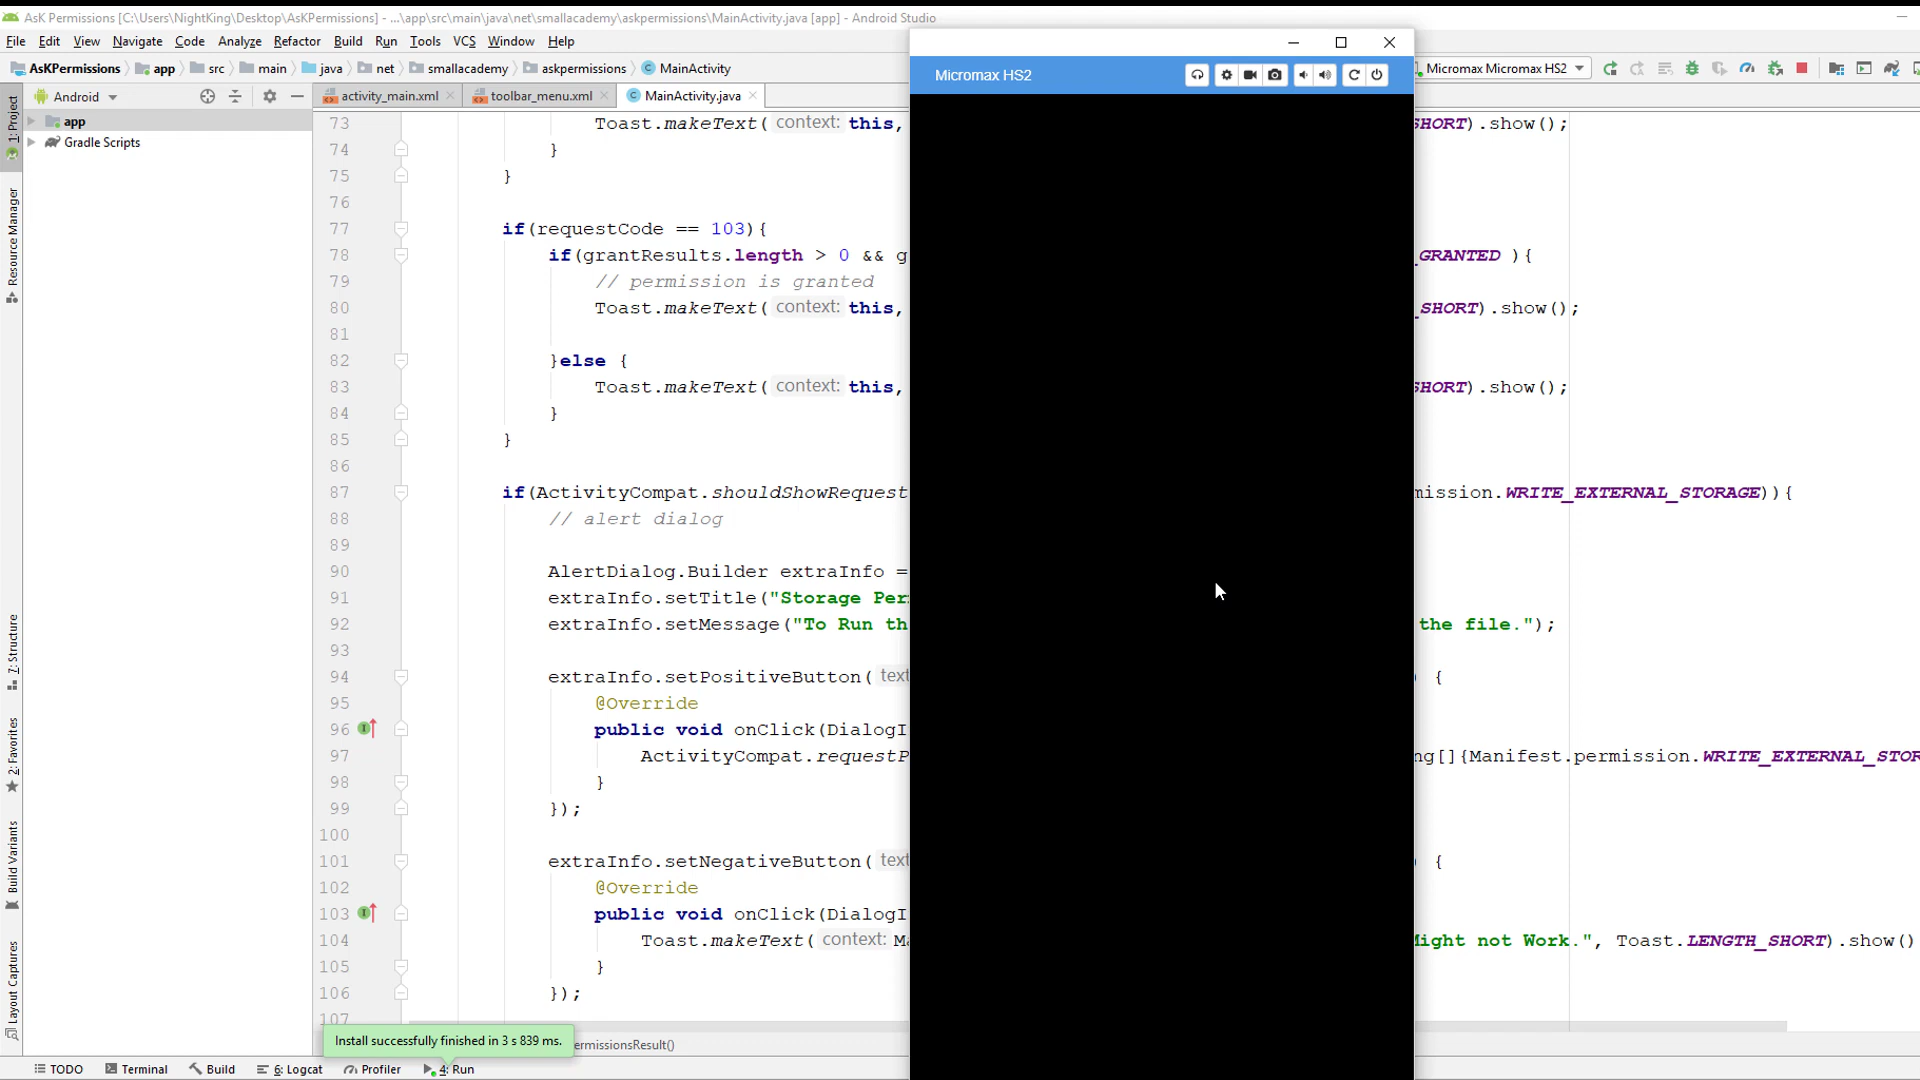 AsK Permissions [C:\Users\NightKing\Desktop\AsKPermissions] - ...\app\src\main\java\net\smallacademy\askpermissions\MainActivity.java [app] - Android Studio
File Edit View Navigate Code Analyze Refactor Build Run Tools VCS Window Help
AsKPermissions app src main java net smallacademy askpermissions MainActivity
Micromax HS2
Micromax Micromax HS2
Android
activity_main.xml toolbar_menu.xml MainActivity.java
app
Gradle Scripts
1: Project
Resource Manager
7: Structure
2: Favorites
Build Variants
Layout Captures
73 Toast.makeText( context: this, SHORT).show();
74 }
75 }
76
77 if(requestCode == 103){
78 if(grantResults.length > 0 && g _GRANTED ){
79 // permission is granted
80 Toast.makeText( context: this, _SHORT).show();
81
82 }else {
83 Toast.makeText( context: this, SHORT).show();
84 }
85 }
86
87 if(ActivityCompat.shouldShowRequest mission.WRITE_EXTERNAL_STORAGE)){
88 // alert dialog
89
90 AlertDialog.Builder extraInfo =
91 extraInfo.setTitle("Storage Per
92 extraInfo.setMessage("To Run th the file.");
93
94 extraInfo.setPositiveButton( text ) {
95 @Override
96 public void onClick(DialogI
97 ActivityCompat.requestP ng[]{Manifest.permission.WRITE_EXTERNAL_STOR
98 }
99 });
100
101 extraInfo.setNegativeButton( text ) {
102 @Override
103 public void onClick(DialogI
104 Toast.makeText( context: Ma Might not Work.", Toast.LENGTH_SHORT).show()
105 }
106 });
107
Install successfully finished in 3 s 839 ms.
ermissionsResult()
TODO Terminal Build 6: Logcat Profiler 4: Run